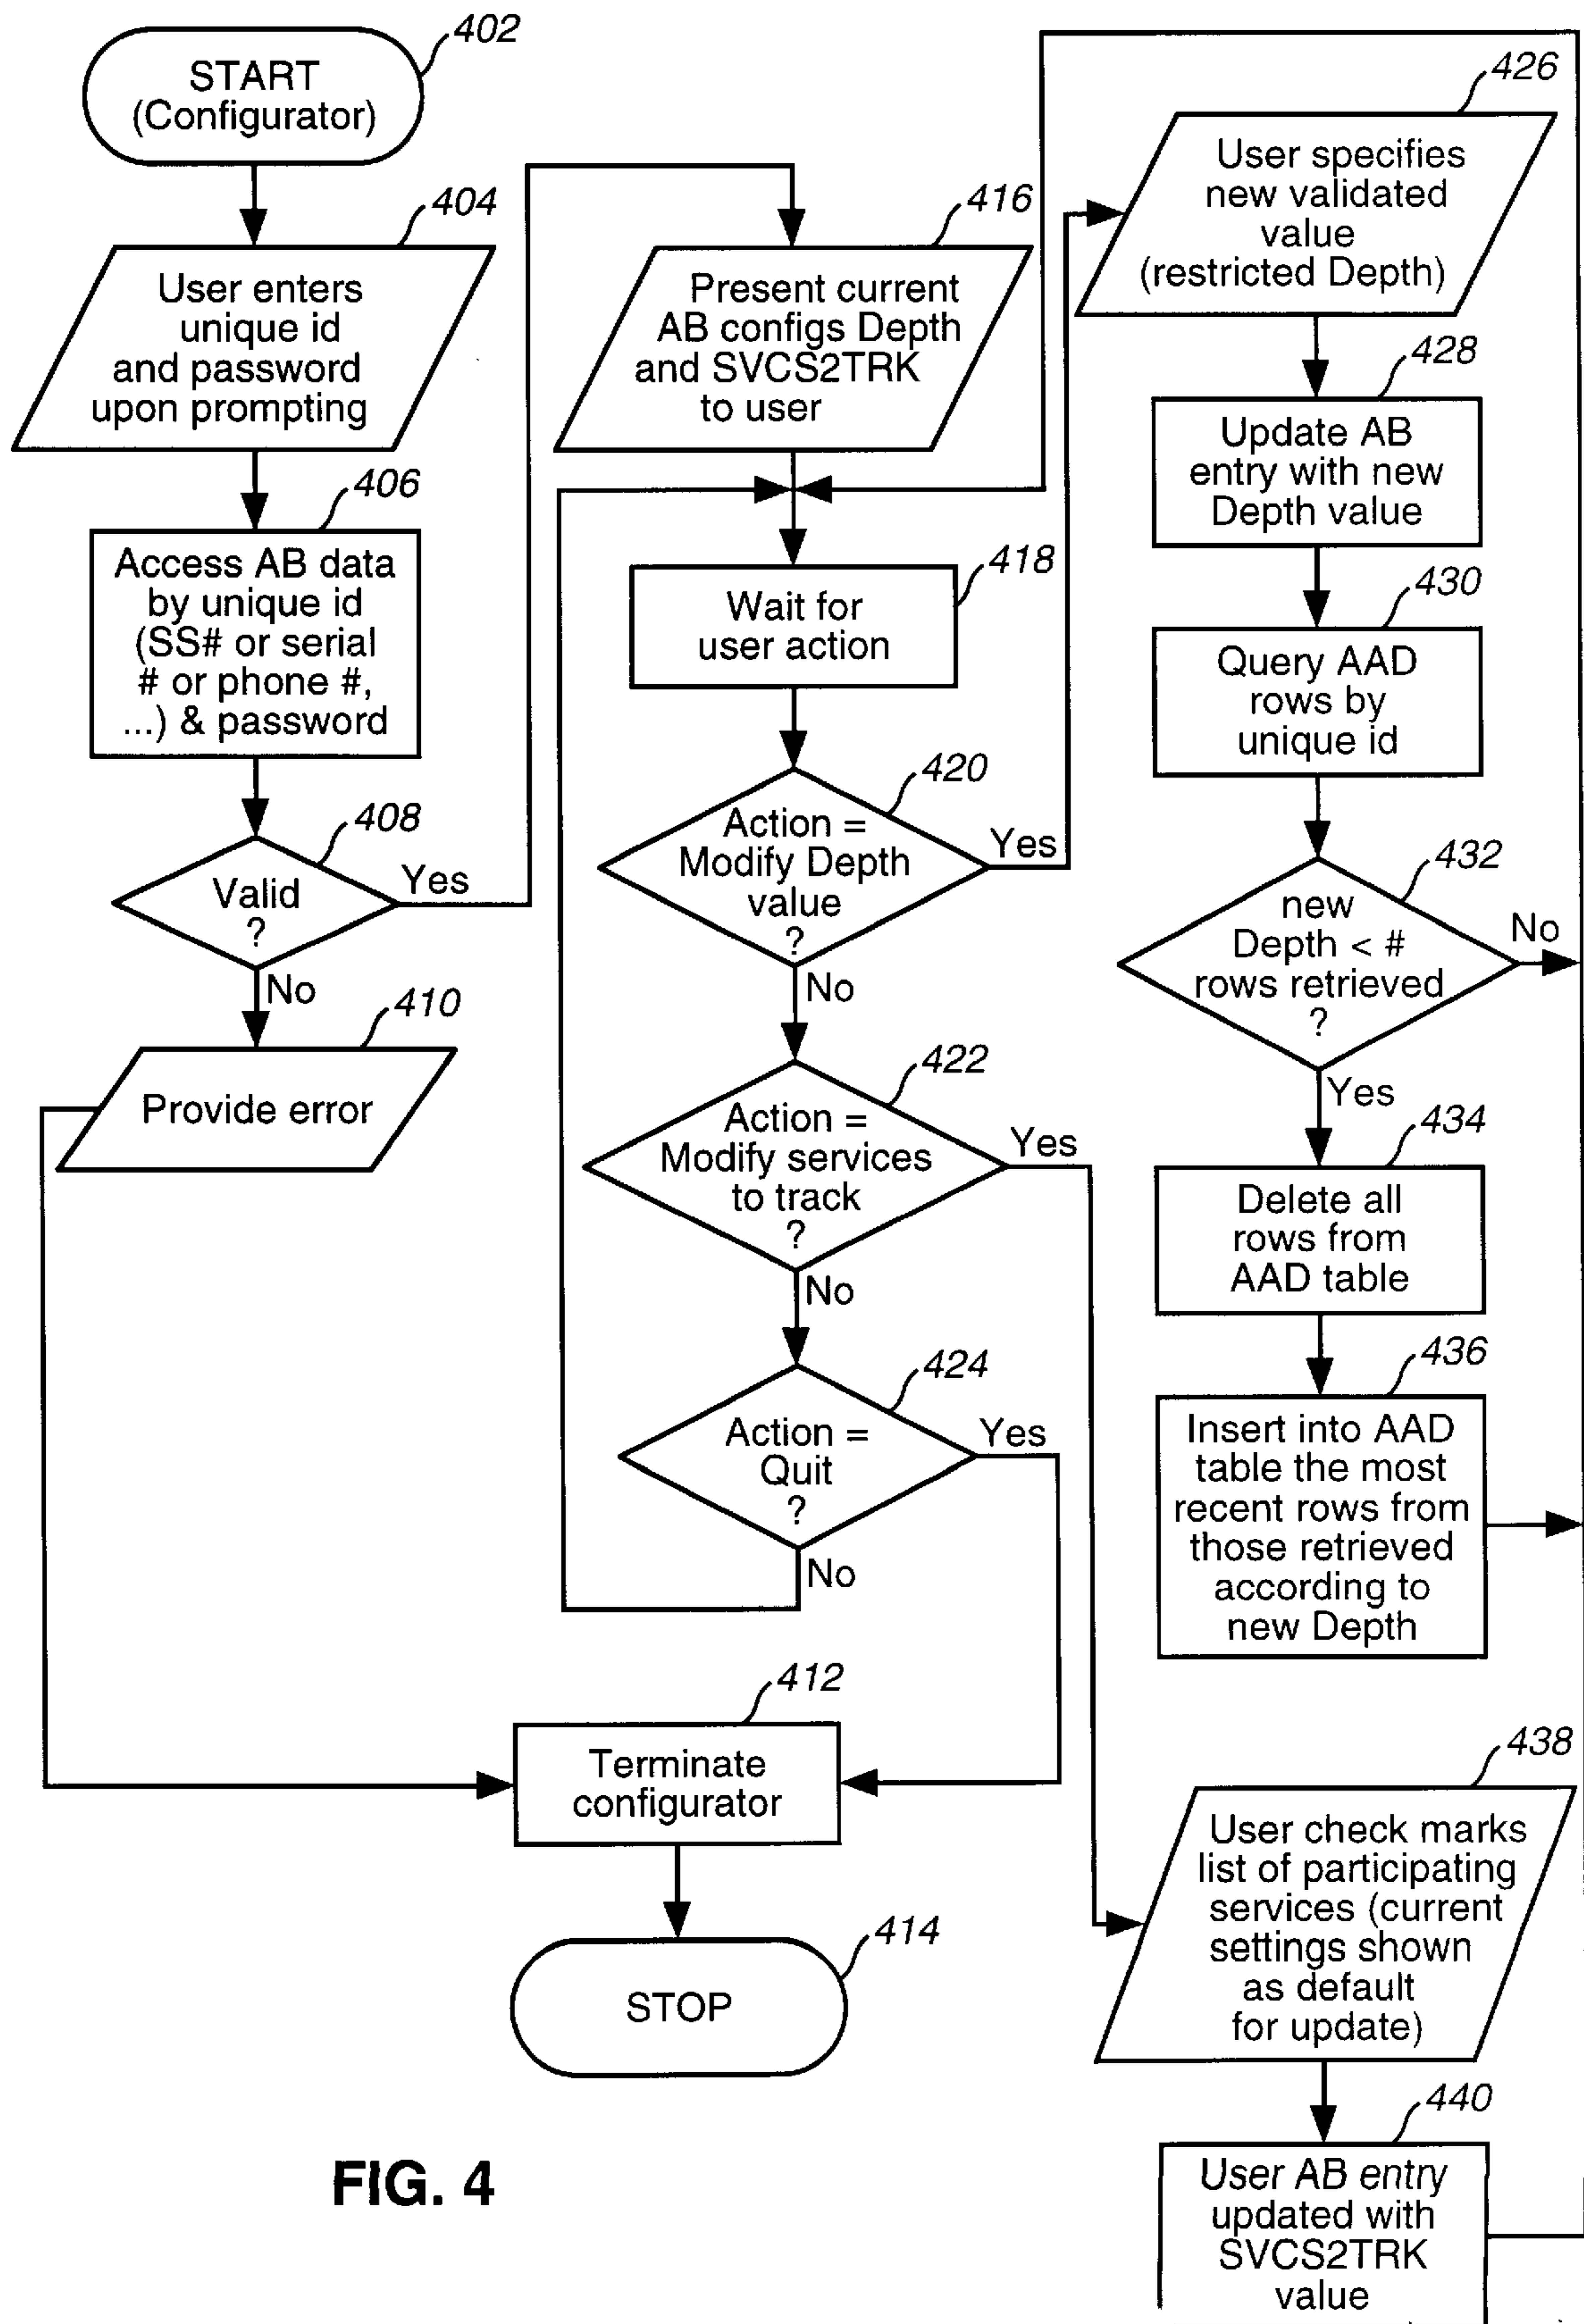 402
START
(Configurator)
404
User enters
unique id
and password
upon prompting
406
Access AB data
by unique id
(SS# or serial
# or phone #,
...) & password
408
Valid
?
Yes
No
410
Provide error
416
Present current
AB configs Depth
and SVCS2TRK
to user
418
Wait for
user action
420
Action =
Modify Depth
value
?
Yes
No
422
Action =
Modify services
to track
?
Yes
No
424
Action =
Quit
?
Yes
No
412
Terminate
configurator
414
STOP
426
User specifies
new validated
value
(restricted Depth)
428
Update AB
entry with new
Depth value
430
Query AAD
rows by
unique id
432
new
Depth < #
rows retrieved
?
No
Yes
434
Delete all
rows from
AAD table
436
Insert into AAD
table the most
recent rows from
those retrieved
according to
new Depth
438
User check marks
list of participating
services (current
settings shown
as default
for update)
440
User AB entry
updated with
SVCS2TRK
value
FIG. 4